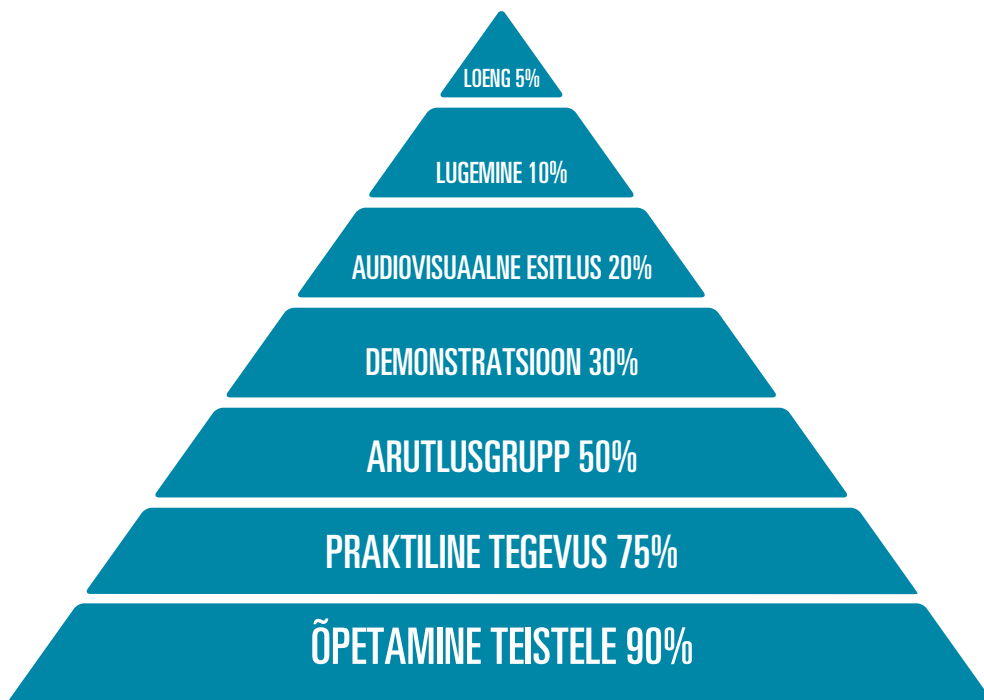 LOENG 5%
LUGEMINE 10%
AUDIOVISUAALNE ESITLUS 20%
DEMONSTRATSIOON 30%
ARUTLUSGRUPP 50%
PRAKTILINE TEGEVUS 75%
ÕPETAMINE TEISTELE 90%